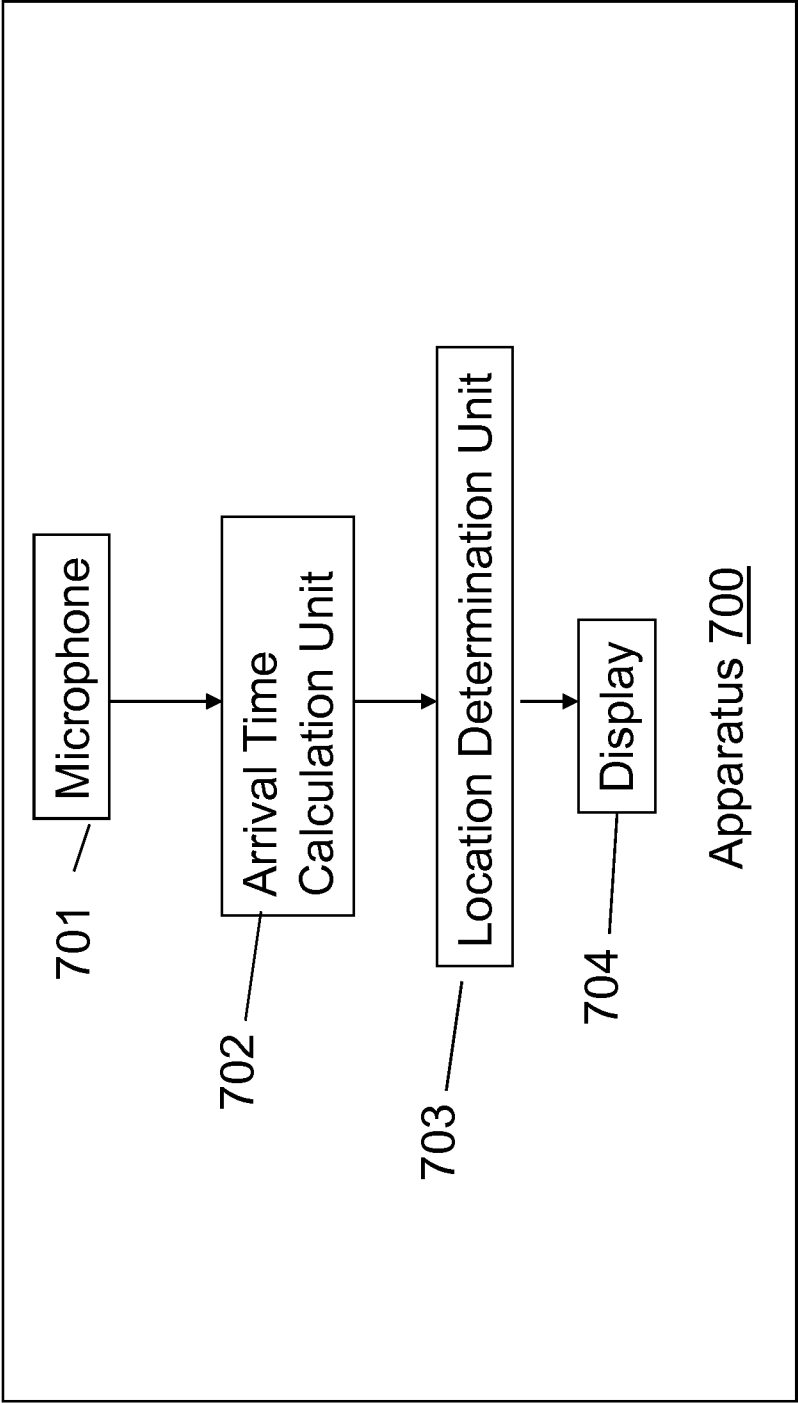 701
Microphone
702
Arrival Time
Calculation Unit
703
Location Determination Unit
704
Display
Apparatus 700